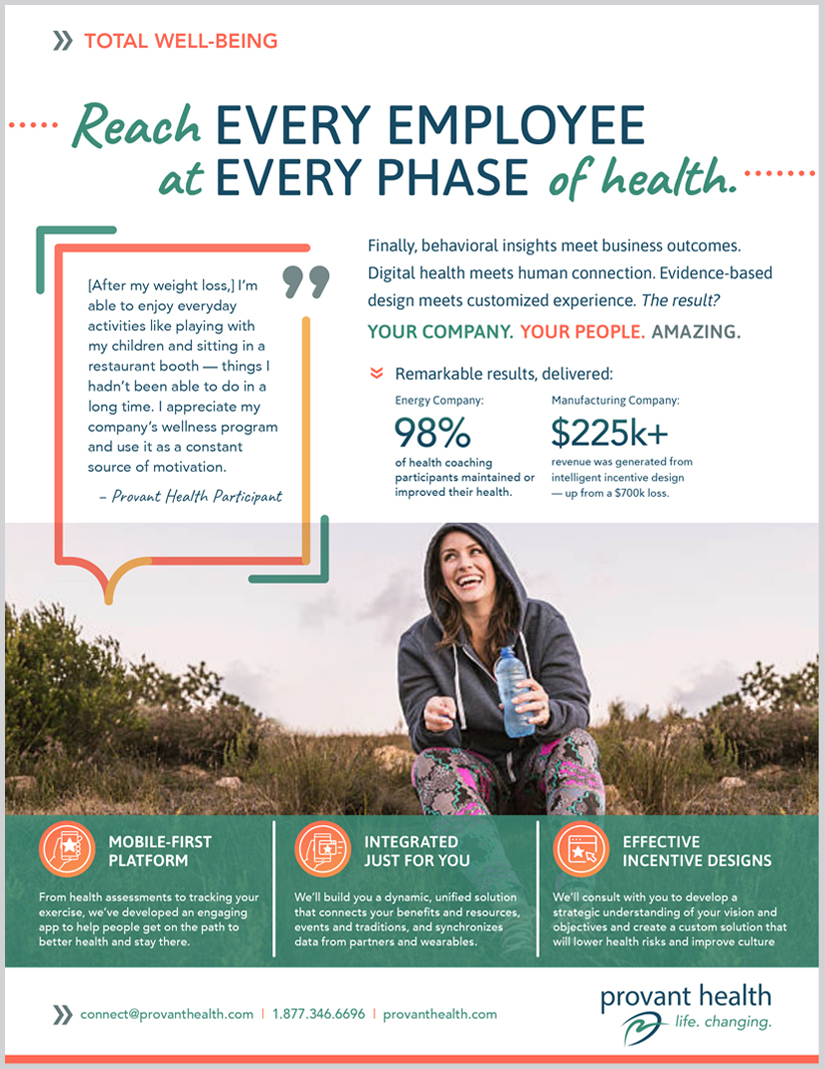 TOTAL WELL-BEING
Reach EVERY EMPLOYEE
at EVERY PHASE of health.
[After my weight loss,] I'm
able to enjoy everyday
activities like playing with
my children and sitting in a
restaurant booth — things I
hadn't been able to do in a
long time. I appreciate my
company's wellness program
and use it as a constant
source of motivation.
– Provant Health Participant
Finally, behavioral insights meet business outcomes.
Digital health meets human connection. Evidence-based
design meets customized experience. The result?
YOUR COMPANY. YOUR PEOPLE. AMAZING.
Remarkable results, delivered:
Energy Company:
98%
of health coaching
participants maintained or
improved their health.
Manufacturing Company:
$225k+
revenue was generated from
intelligent incentive design
— up from a $700k loss.
MOBILE-FIRST
PLATFORM
From health assessments to tracking your
exercise, we've developed an engaging
app to help people get on the path to
better health and stay there.
INTEGRATED
JUST FOR YOU
We'll build you a dynamic, unified solution
that connects your benefits and resources,
events and traditions, and synchronizes
data from partners and wearables.
EFFECTIVE
INCENTIVE DESIGNS
We'll consult with you to develop a
strategic understanding of your vision and
objectives and create a custom solution that
will lower health risks and improve culture
connect@provanthealth.com | 1.877.346.6696 | provanthealth.com
provant health
life. changing.